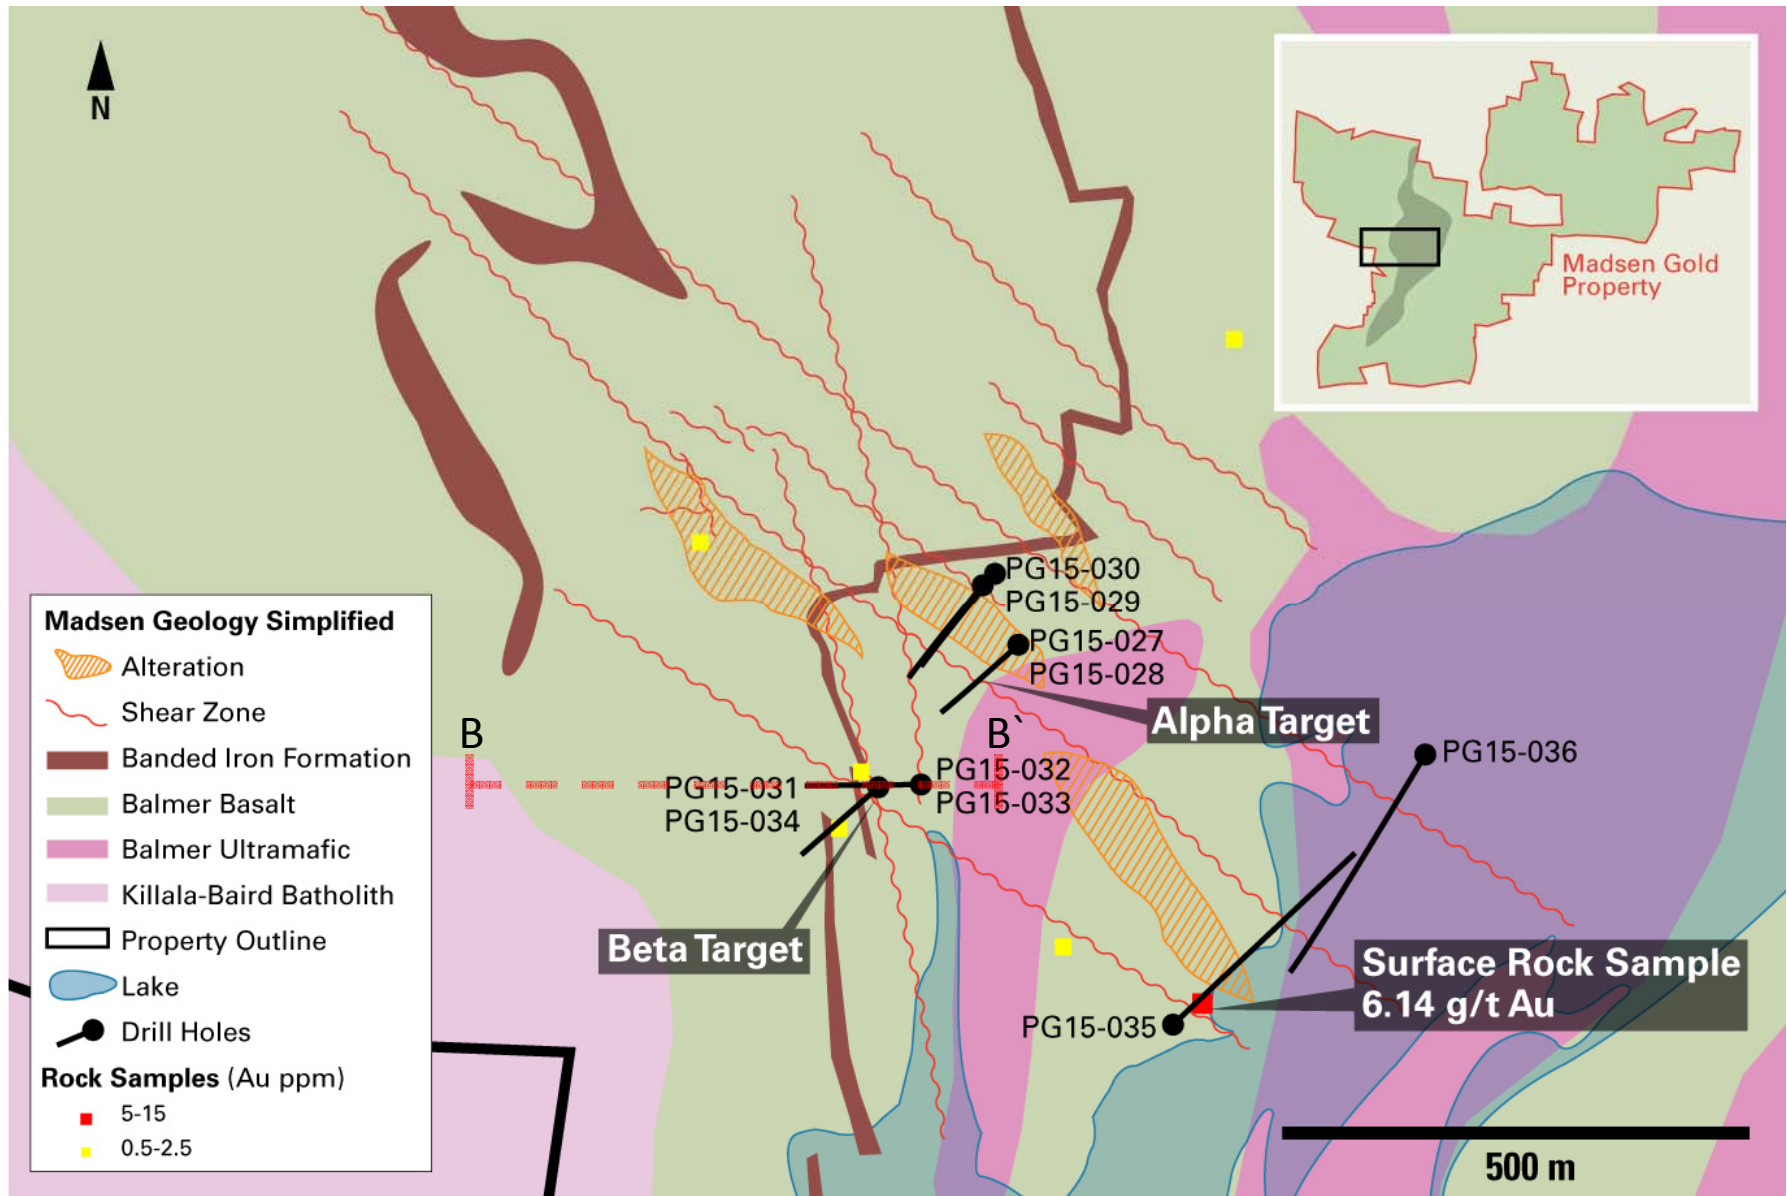 N
Madsen Gold
Property
PG15-030
PG15-029
PG15-027
PG15-028
Alpha Target
B
B`
PG15-031
PG15-034
PG15-032
PG15-033
PG15-036
Beta Target
Surface Rock Sample
6.14 g/t Au
PG15-035
500 m
Madsen Geology Simplified
Alteration
Shear Zone
Banded Iron Formation
Balmer Basalt
Balmer Ultramafic
Killala-Baird Batholith
Property Outline
Lake
Drill Holes
Rock Samples (Au ppm)
5-15
0.5-2.5